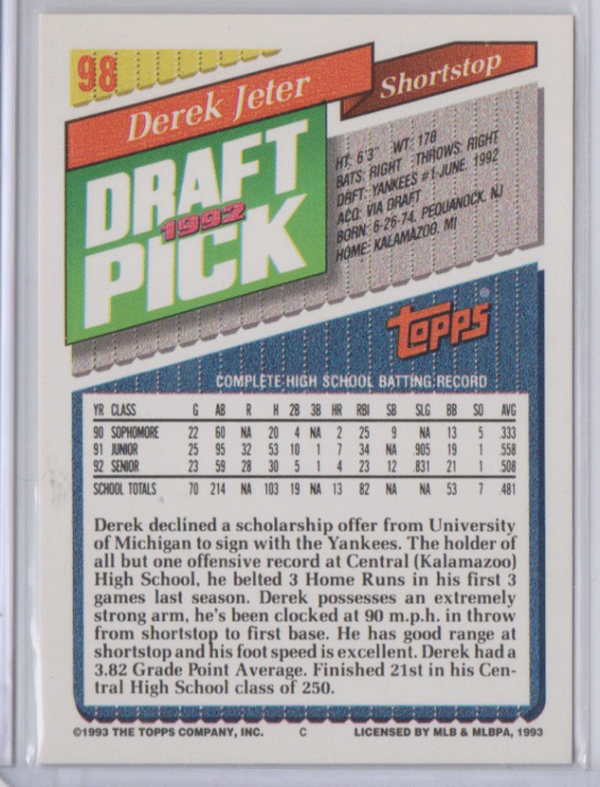 98
Derek Jeter
Shortstop
DRAFT
1992
PICK
HT: 6'3" WT: 178
BATS: RIGHT THROWS: RIGHT
DRFT: YANKEES #1-JUNE, 1992
ACQ: VIA DRAFT
BORN: 6-26-74, PEQUANOCK, NJ
HOME: KALAMAZOO, MI
TOPPS
COMPLETE HIGH SCHOOL BATTING RECORD
YR CLASS G AB R H 2B 3B HR RBI SB SLG BB SO AVG
90 SOPHOMORE 22 60 NA 20 4 NA 2 25 9 NA 13 5 .333
91 JUNIOR 25 95 32 53 10 1 7 34 NA .905 19 1 .558
92 SENIOR 23 59 28 30 5 1 4 23 12 .831 21 1 .508
SCHOOL TOTALS 70 214 NA 103 19 NA 13 82 NA NA 53 7 .481
Derek declined a scholarship offer from University
of Michigan to sign with the Yankees. The holder of
all but one offensive record at Central (Kalamazoo)
High School, he belted 3 Home Runs in his first 3
games last season. Derek possesses an extremely
strong arm, he's been clocked at 90 m.p.h. in throw
from shortstop to first base. He has good range at
shortstop and his foot speed is excellent. Derek had a
3.82 Grade Point Average. Finished 21st in his Cen-
tral High School class of 250.
©1993 THE TOPPS COMPANY, INC. C LICENSED BY MLB & MLBPA, 1993